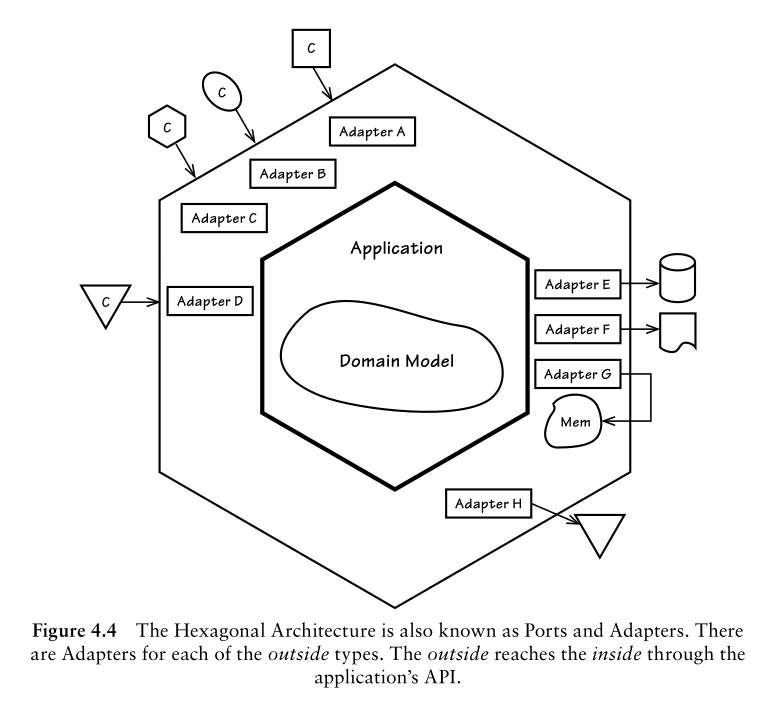 C
C
Adapter A
C
Adapter B
Adapter C
Application
Adapter E
C
Adapter D
Adapter F
Domain Model
Adapter G
Mem
Adapter H
Figure 4.4 The Hexagonal Architecture is also known as Ports and Adapters. There
are Adapters for each of the outside types. The outside reaches the inside through the
application's API.